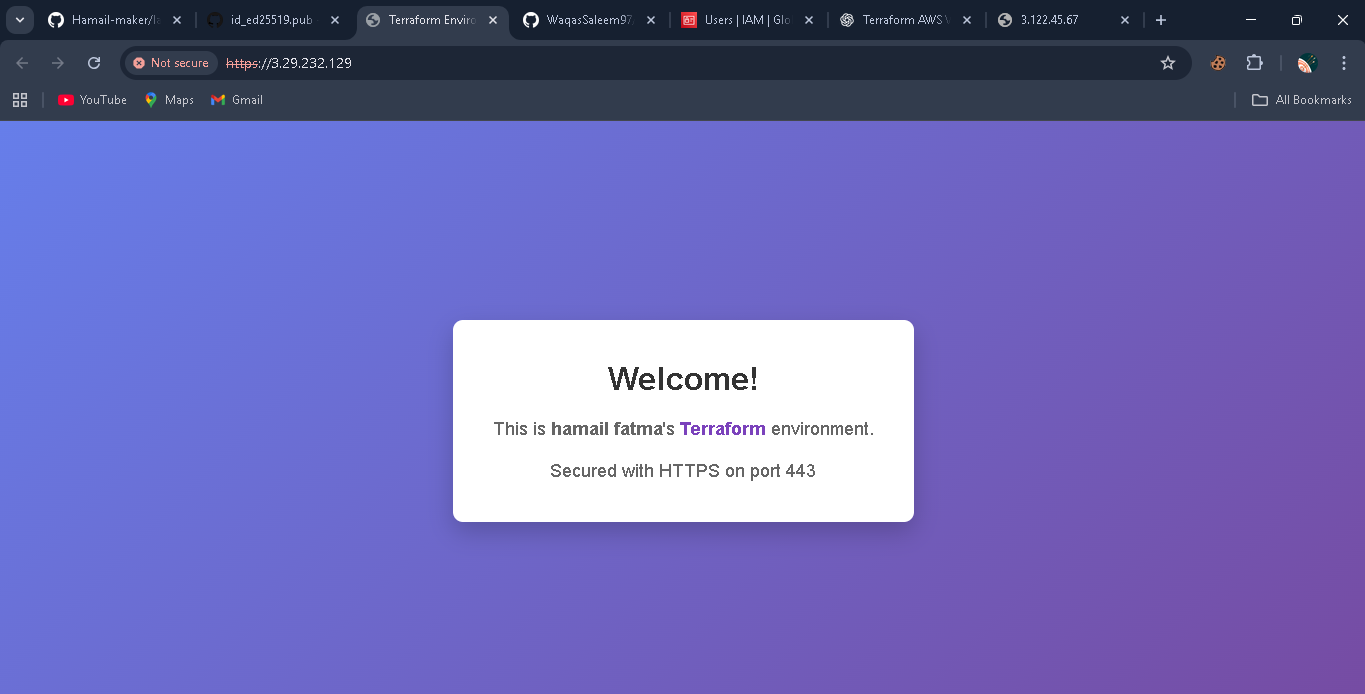 Hamail-maker/la
id_ed25519.pub
Terraform Enviro
WaqasSaleem97
Users | IAM | Glo
Terraform AWS V
3.122.45.67
Not secure
https://3.29.232.129
YouTube
Maps
Gmail
All Bookmarks
Welcome!
This is hamail fatma's Terraform environment.
Secured with HTTPS on port 443